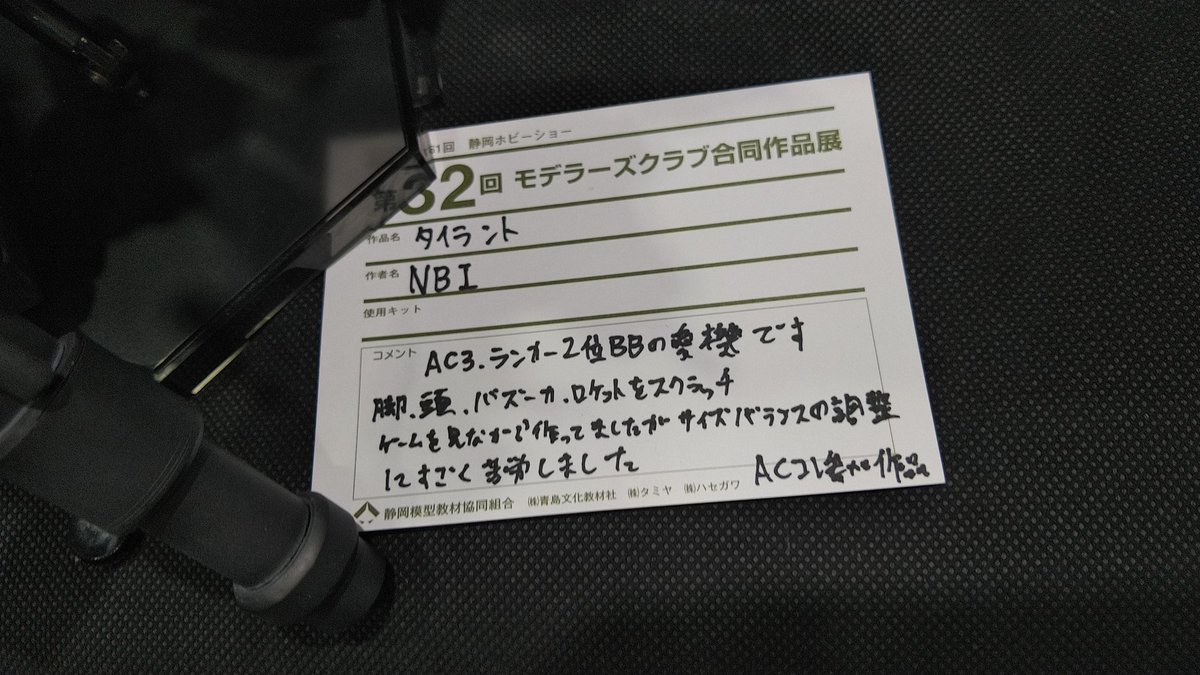 61回 静岡ホビーショー
第32回 モデラーズクラブ合同作品展
作品名 タイラント
作者名 NBI
使用キット
コメント AC3.ランカー2位BBの愛機です
脚.頭.バズーカ.ロケットをスクラッチ
ゲームを見ながら作ってましたがサイズバランスの調整
にすごく苦労しました
ACコレ 作品
静岡模型教材協同組合 ㈱青島文化教材社 ㈱タミヤ ㈱ハセガワ